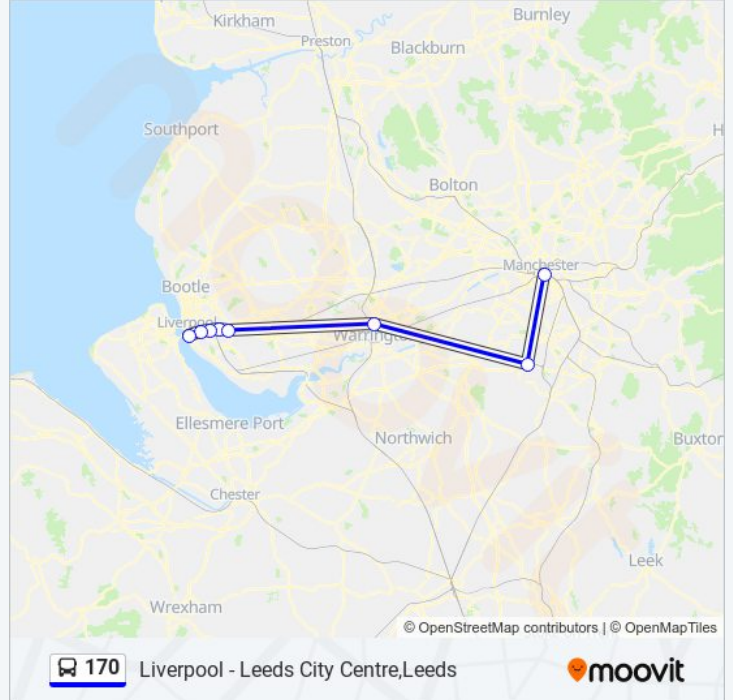 Burnley
Kirkham
Preston
Blackburn
Southport
H
Bolton
Manchester
Bootle
Liverpool
Warrington
Ellesmere Port
Northwich
Buxton
Chester
Leek
Wrexham
© OpenStreetMap contributors | © OpenMapTiles
170 Liverpool - Leeds City Centre,Leeds
moovit